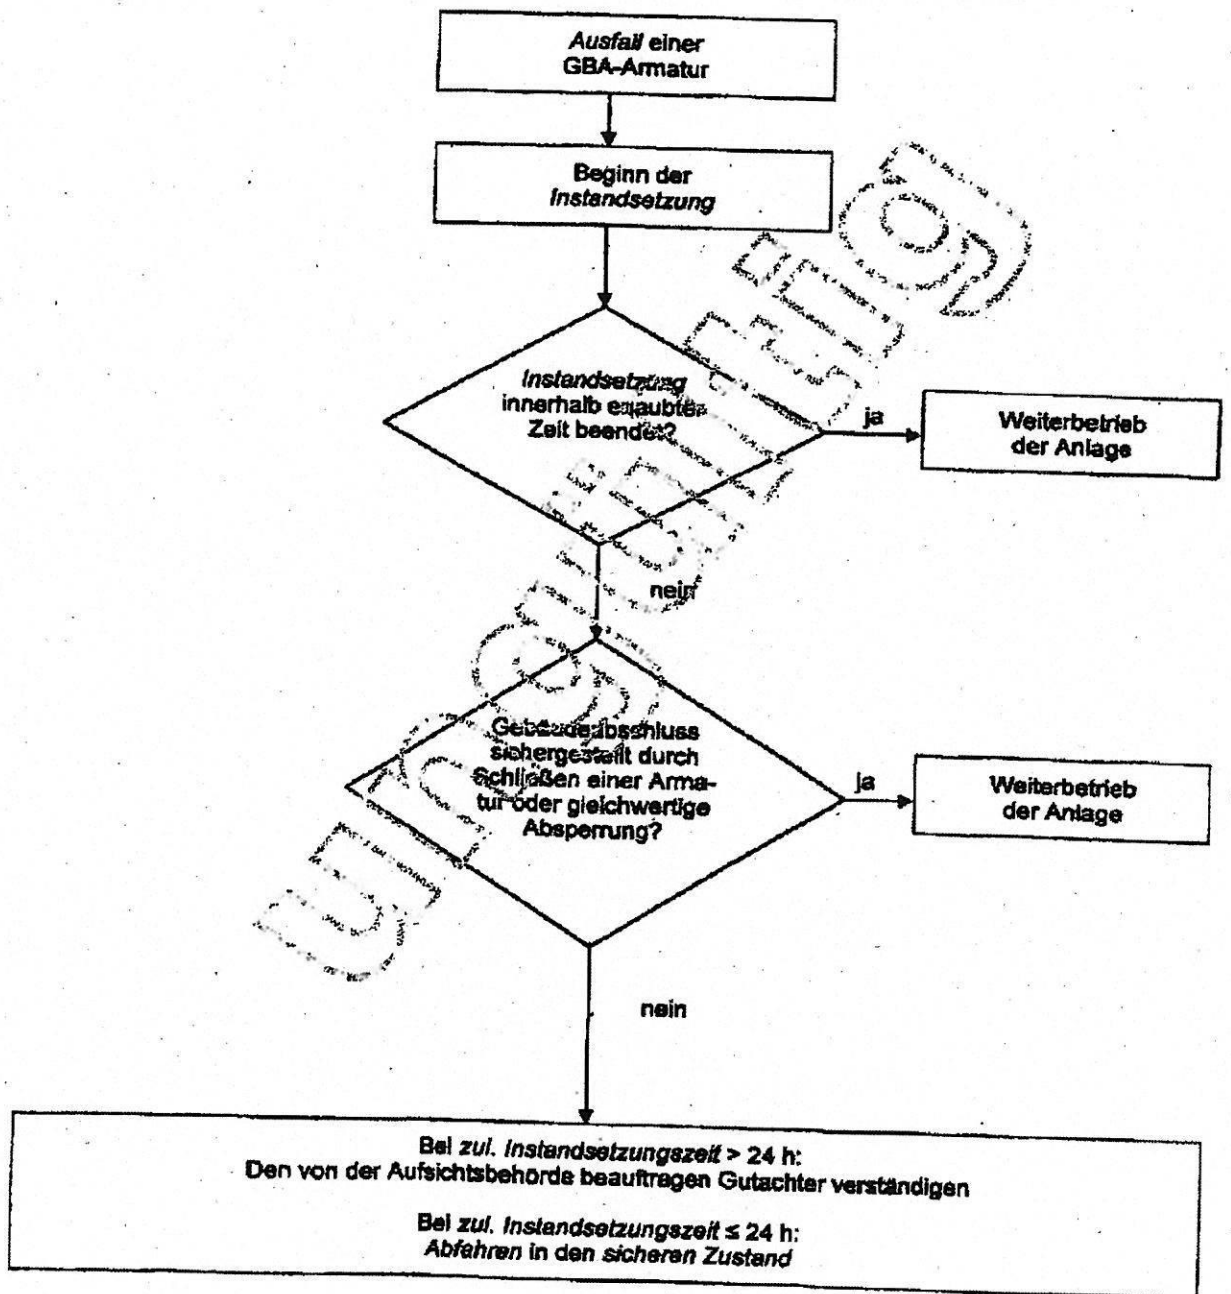 Ausfall einer
GBA-Armatur
Beginn der
Instandsetzung
Instandsetzung
innerhalb erlaubter
Zeit beendet?
ja
Weiterbetrieb
der Anlage
nein
Gebäudeabschluss
sichergestellt durch
Schließen einer Arma-
tur oder gleichwertige
Absperrung?
ja
Weiterbetrieb
der Anlage
nein
Bei zul. Instandsetzungszeit > 24 h:
Den von der Aufsichtsbehörde beauftragen Gutachter verständigen
Bei zul. Instandsetzungszeit ≤ 24 h:
Abfahren in den sicheren Zustand
ungültig